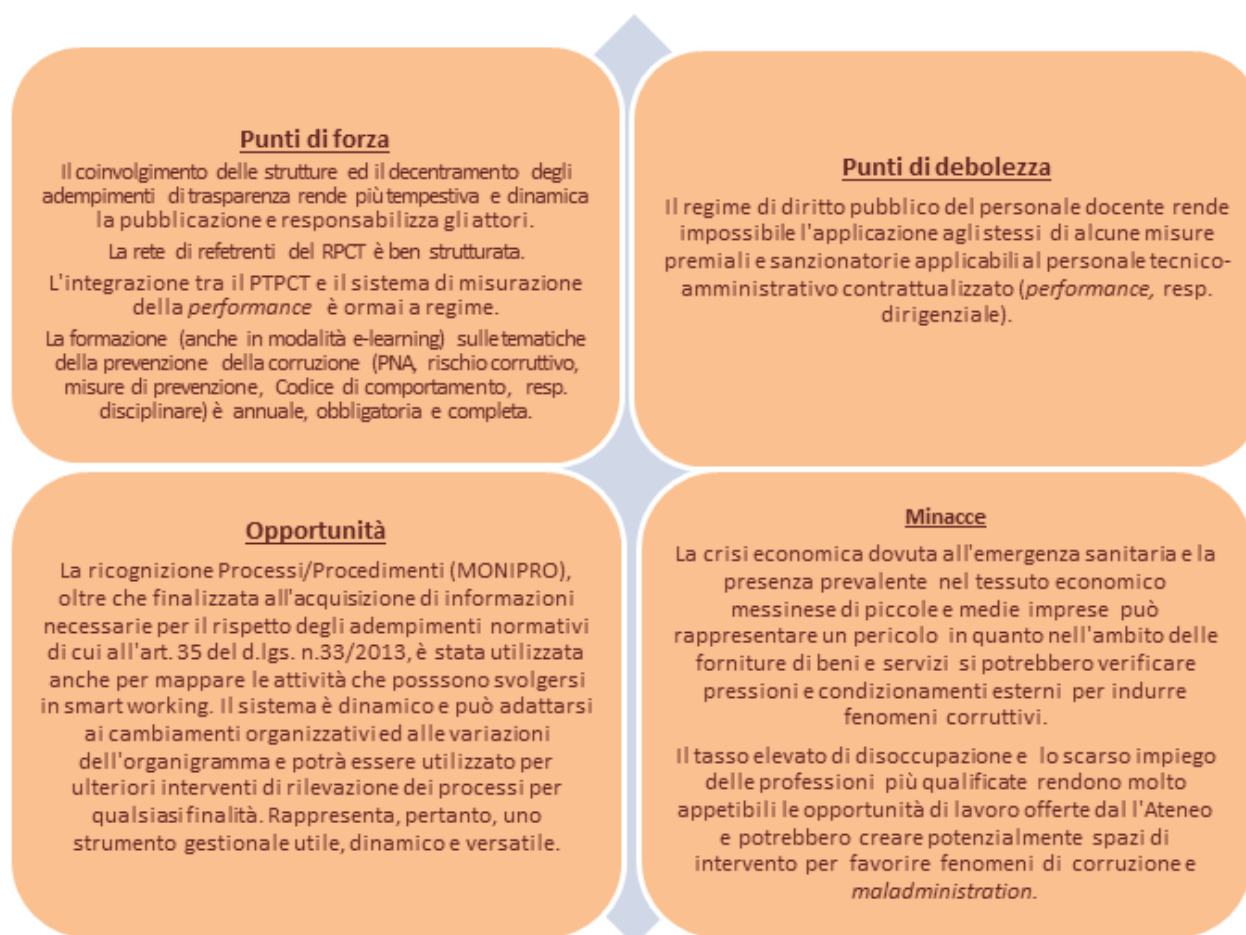 Punti di forza
Il coinvolgimento delle strutture ed il decentramento degli
adempimenti di trasparenza rende più tempestiva e dinamica
la pubblicazione e responsabilizza gli attori.
La rete di refetrenti del RPCT è ben strutturata.
L'integrazione tra il PTPCT e il sistema di misurazione
della performance è ormai a regime.
La formazione (anche in modalità e-learning) sulle tematiche
della prevenzione della corruzione (PNA, rischio corruttivo,
misure di prevenzione, Codice di comportamento, resp.
disciplinare) è annuale, obbligatoria e completa.
Punti di debolezza
Il regime di diritto pubblico del personale docente rende
impossibile l'applicazione agli stessi di alcune misure
premiali e sanzionatorie applicabili al personale tecnico-
amministrativo contrattualizzato (performance, resp.
dirigenziale).
Opportunità
La ricognizione Processi/Procedimenti (MONIPRO),
oltre che finalizzata all'acquisizione di informazioni
necessarie per il rispetto degli adempimenti normativi
di cui all'art. 35 del d.lgs. n.33/2013, è stata utilizzata
anche per mappare le attività che posssono svolgersi
in smart working. Il sistema è dinamico e può adattarsi
ai cambiamenti organizzativi ed alle variazioni
dell'organigramma e potrà essere utilizzato per
ulteriori interventi di rilevazione dei processi per
qualsiasi finalità. Rappresenta, pertanto, uno
strumento gestionale utile, dinamico e versatile.
Minacce
La crisi economica dovuta all'emergenza sanitaria e la
presenza prevalente nel tessuto economico
messinese di piccole e medie imprese può
rappresentare un pericolo in quanto nell'ambito delle
forniture di beni e servizi si potrebbero verificare
pressioni e condizionamenti esterni per indurre
fenomeni corruttivi.
Il tasso elevato di disoccupazione e lo scarso impiego
delle professioni più qualificate rendono molto
appetibili le opportunità di lavoro offerte dal l'Ateneo
e potrebbero creare potenzialmente spazi di
intervento per favorire fenomeni di corruzione e
maladministration.